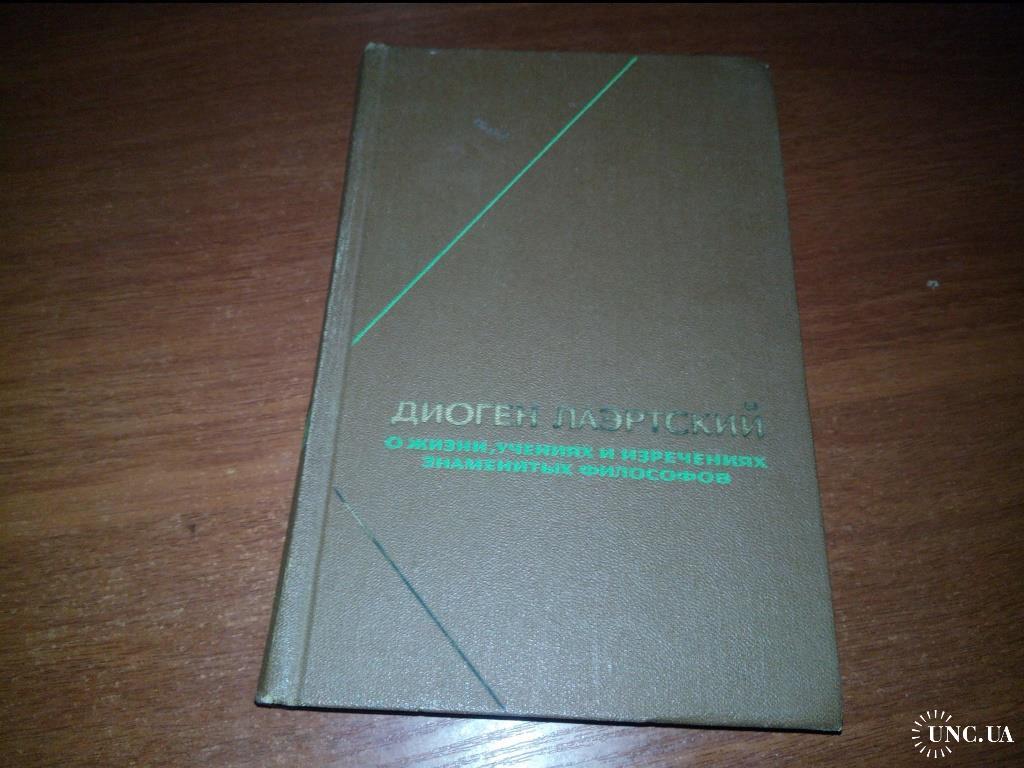 ДИОГЕН ЛАЭРТСКИЙ
О ЖИЗНИ, УЧЕНИЯХ И ИЗРЕЧЕНИЯХ
ЗНАМЕНИТЫХ ФИЛОСОФОВ
UNC.UA